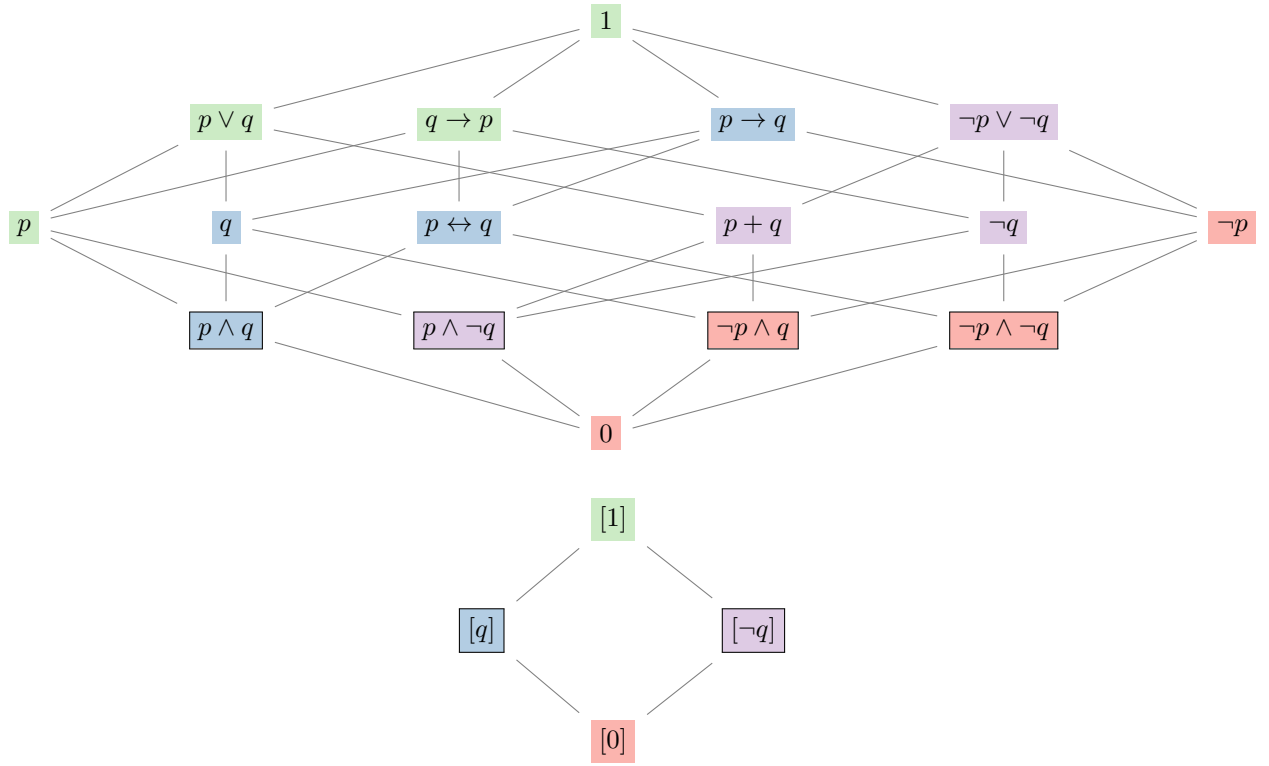 1
p ∨ q q → p p → q ¬p ∨ ¬q
p q p ↔ q p + q ¬q ¬p
p ∧ q p ∧ ¬q ¬p ∧ q ¬p ∧ ¬q
0
[1]
[q] [¬q]
[0]